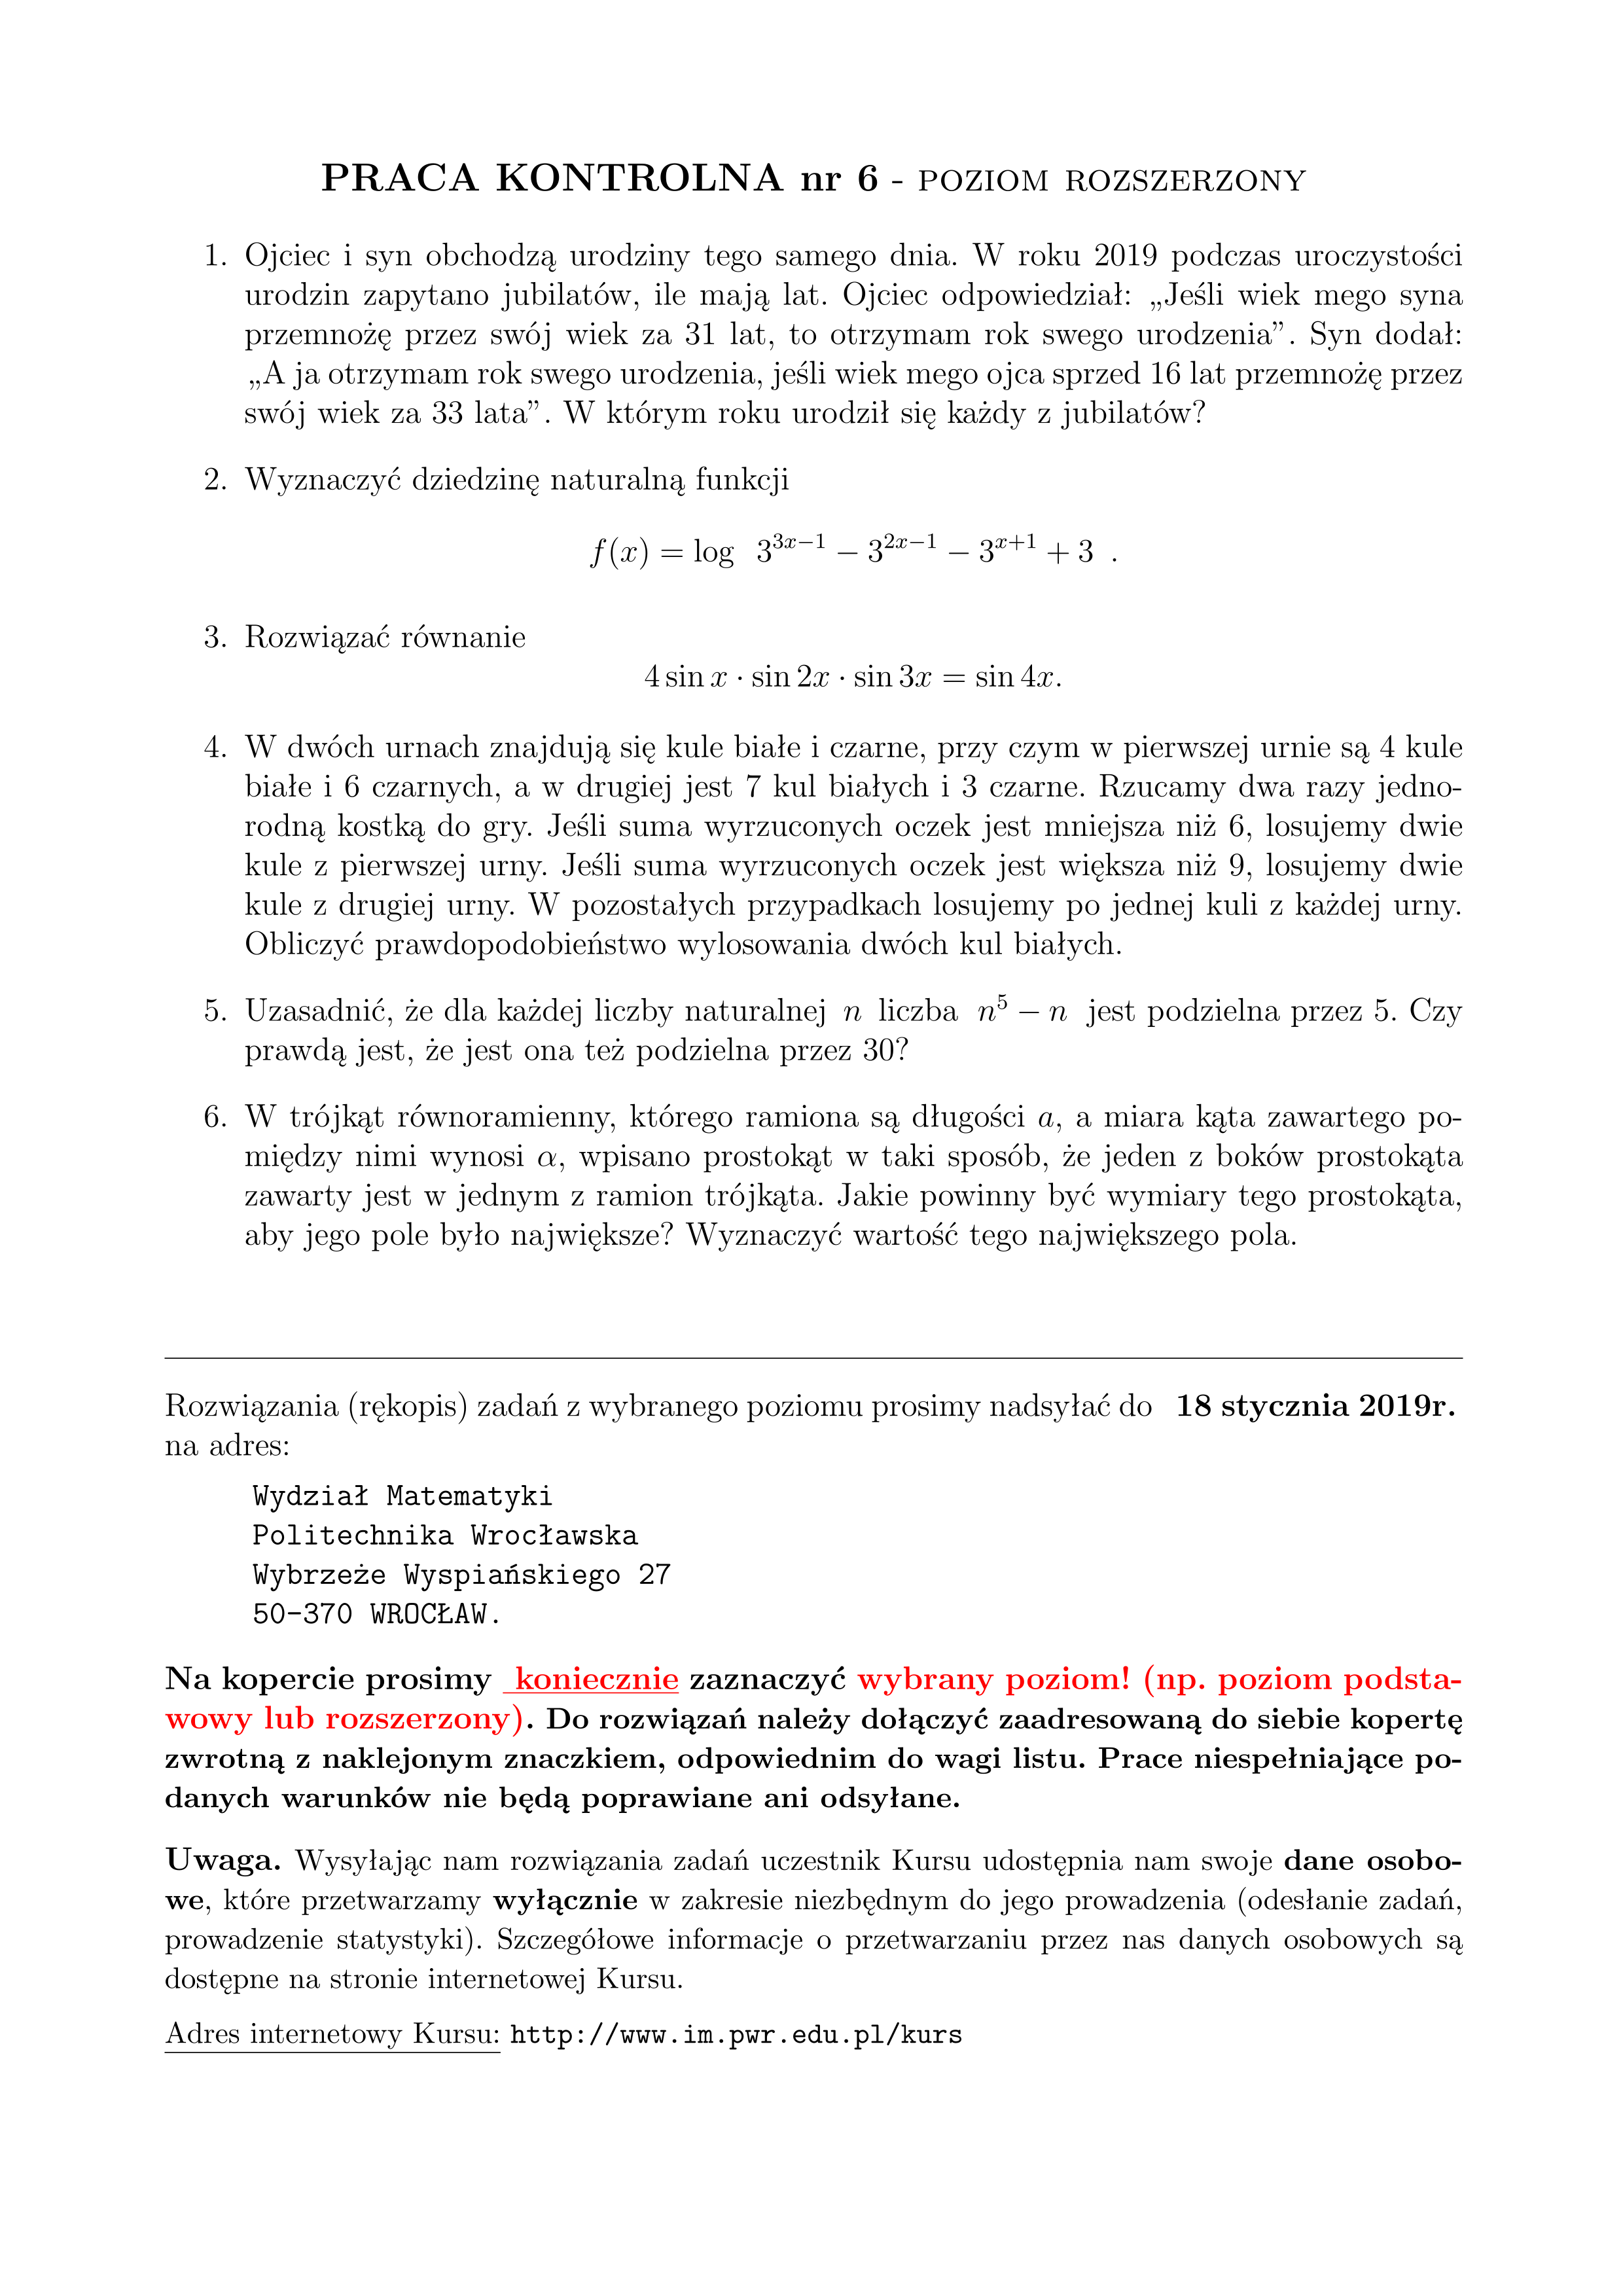 PRACA KONTROLNA nr 6 - POZIOM ROZSZERZONY
1. Ojciec i syn obchodzą urodziny tego samego dnia. W roku 2019 podczas uroczystości
urodzin zapytano jubilatów, ile mają lat. Ojciec odpowiedział: „Jeśli wiek mego syna
przemnożę przez swój wiek za 31 lat, to otrzymam rok swego urodzenia”. Syn dodał:
„A ja otrzymam rok swego urodzenia, jeśli wiek mego ojca sprzed 16 lat przemnożę przez
swój wiek za 33 lata”. W którym roku urodził się każdy z jubilatów?
2. Wyznaczyć dziedzinę naturalną funkcji
f(x) = log 3^{3x−1} − 3^{2x−1} − 3^{x+1} + 3 .
3. Rozwiązać równanie
4 sin x · sin 2x · sin 3x = sin 4x.
4. W dwóch urnach znajdują się kule białe i czarne, przy czym w pierwszej urnie są 4 kule
białe i 6 czarnych, a w drugiej jest 7 kul białych i 3 czarne. Rzucamy dwa razy jedno-
rodną kostką do gry. Jeśli suma wyrzuconych oczek jest mniejsza niż 6, losujemy dwie
kule z pierwszej urny. Jeśli suma wyrzuconych oczek jest większa niż 9, losujemy dwie
kule z drugiej urny. W pozostałych przypadkach losujemy po jednej kuli z każdej urny.
Obliczyć prawdopodobieństwo wylosowania dwóch kul białych.
5. Uzasadnić, że dla każdej liczby naturalnej n liczba n⁵ − n jest podzielna przez 5. Czy
prawdą jest, że jest ona też podzielna przez 30?
6. W trójkąt równoramienny, którego ramiona są długości a, a miara kąta zawartego po-
między nimi wynosi α, wpisano prostokąt w taki sposób, że jeden z boków prostokąta
zawarty jest w jednym z ramion trójkąta. Jakie powinny być wymiary tego prostokąta,
aby jego pole było największe? Wyznaczyć wartość tego największego pola.
Rozwiązania (rękopis) zadań z wybranego poziomu prosimy nadsyłać do 18 stycznia 2019r.
na adres:
Wydział Matematyki
Politechnika Wrocławska
Wybrzeże Wyspiańskiego 27
50-370 WROCŁAW.
Na kopercie prosimy koniecznie zaznaczyć wybrany poziom! (np. poziom podsta-
wowy lub rozszerzony). Do rozwiązań należy dołączyć zaadresowaną do siebie kopertę
zwrotną z naklejonym znaczkiem, odpowiednim do wagi listu. Prace niespełniające po-
danych warunków nie będą poprawiane ani odsyłane.
Uwaga. Wysyłając nam rozwiązania zadań uczestnik Kursu udostępnia nam swoje dane osobo-
we, które przetwarzamy wyłącznie w zakresie niezbędnym do jego prowadzenia (odesłanie zadań,
prowadzenie statystyki). Szczegółowe informacje o przetwarzaniu przez nas danych osobowych są
dostępne na stronie internetowej Kursu.
Adres internetowy Kursu: http://www.im.pwr.edu.pl/kurs